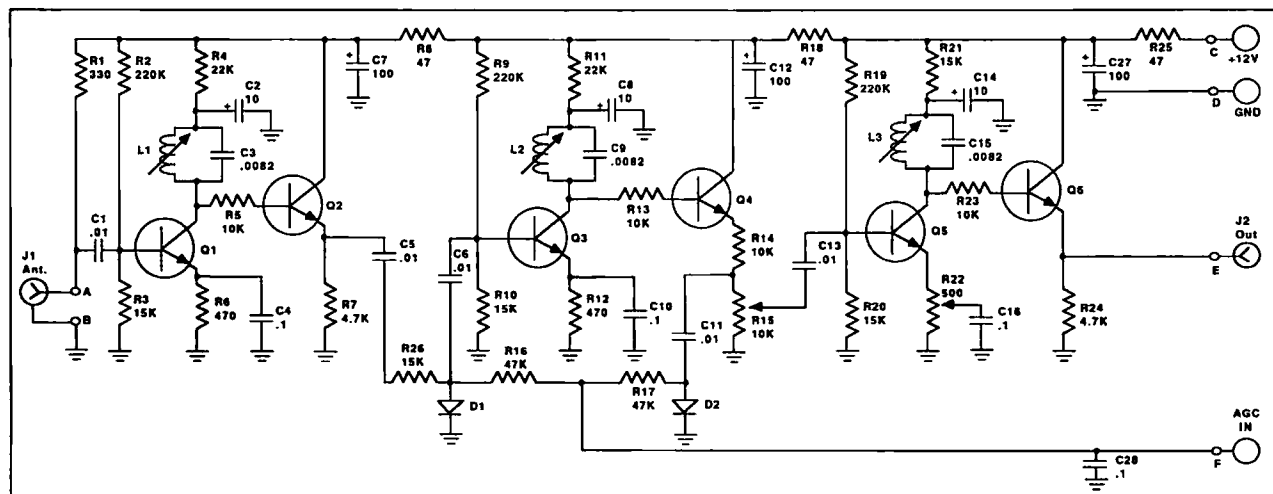 R1
330
R2
220K
R4
22K
C2
10
L1
C3
.0082
C7
100
R8
47
R9
220K
R11
22K
C8
10
L2
C9
.0082
C12
100
R18
47
R19
220K
R21
15K
C14
10
L3
C15
.0082
C27
100
R25
47
C
+12V
D
GND
C1
.01
R5
10K
Q1
Q2
C5
.01
C6
.01
Q3
R13
10K
Q4
R14
10K
C13
.01
Q5
R23
10K
Q6
J2
Out
E
J1
Ant.
A
B
R3
15K
R6
470
C4
.1
R7
4.7K
R10
15K
R12
470
C10
.1
C11
.01
R15
10K
R20
15K
R22
500
C16
.1
R24
4.7K
R26
15K
R16
47K
R17
47K
D1
D2
C28
.1
F
AGC
IN